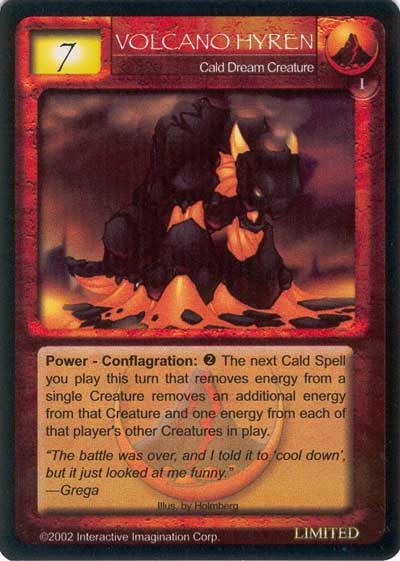 7
VOLCANO HYREN
Cald Dream Creature
1
Power - Conflagration: ❷ The next Cald Spell
you play this turn that removes energy from a
single Creature removes an additional energy
from that Creature and one energy from each of
that player's other Creatures in play.
“The battle was over, and I told it to ‘cool down’,
but it just looked at me funny.”
—Grega
Illus. by Holmberg
©2002 Interactive Imagination Corp.
LIMITED